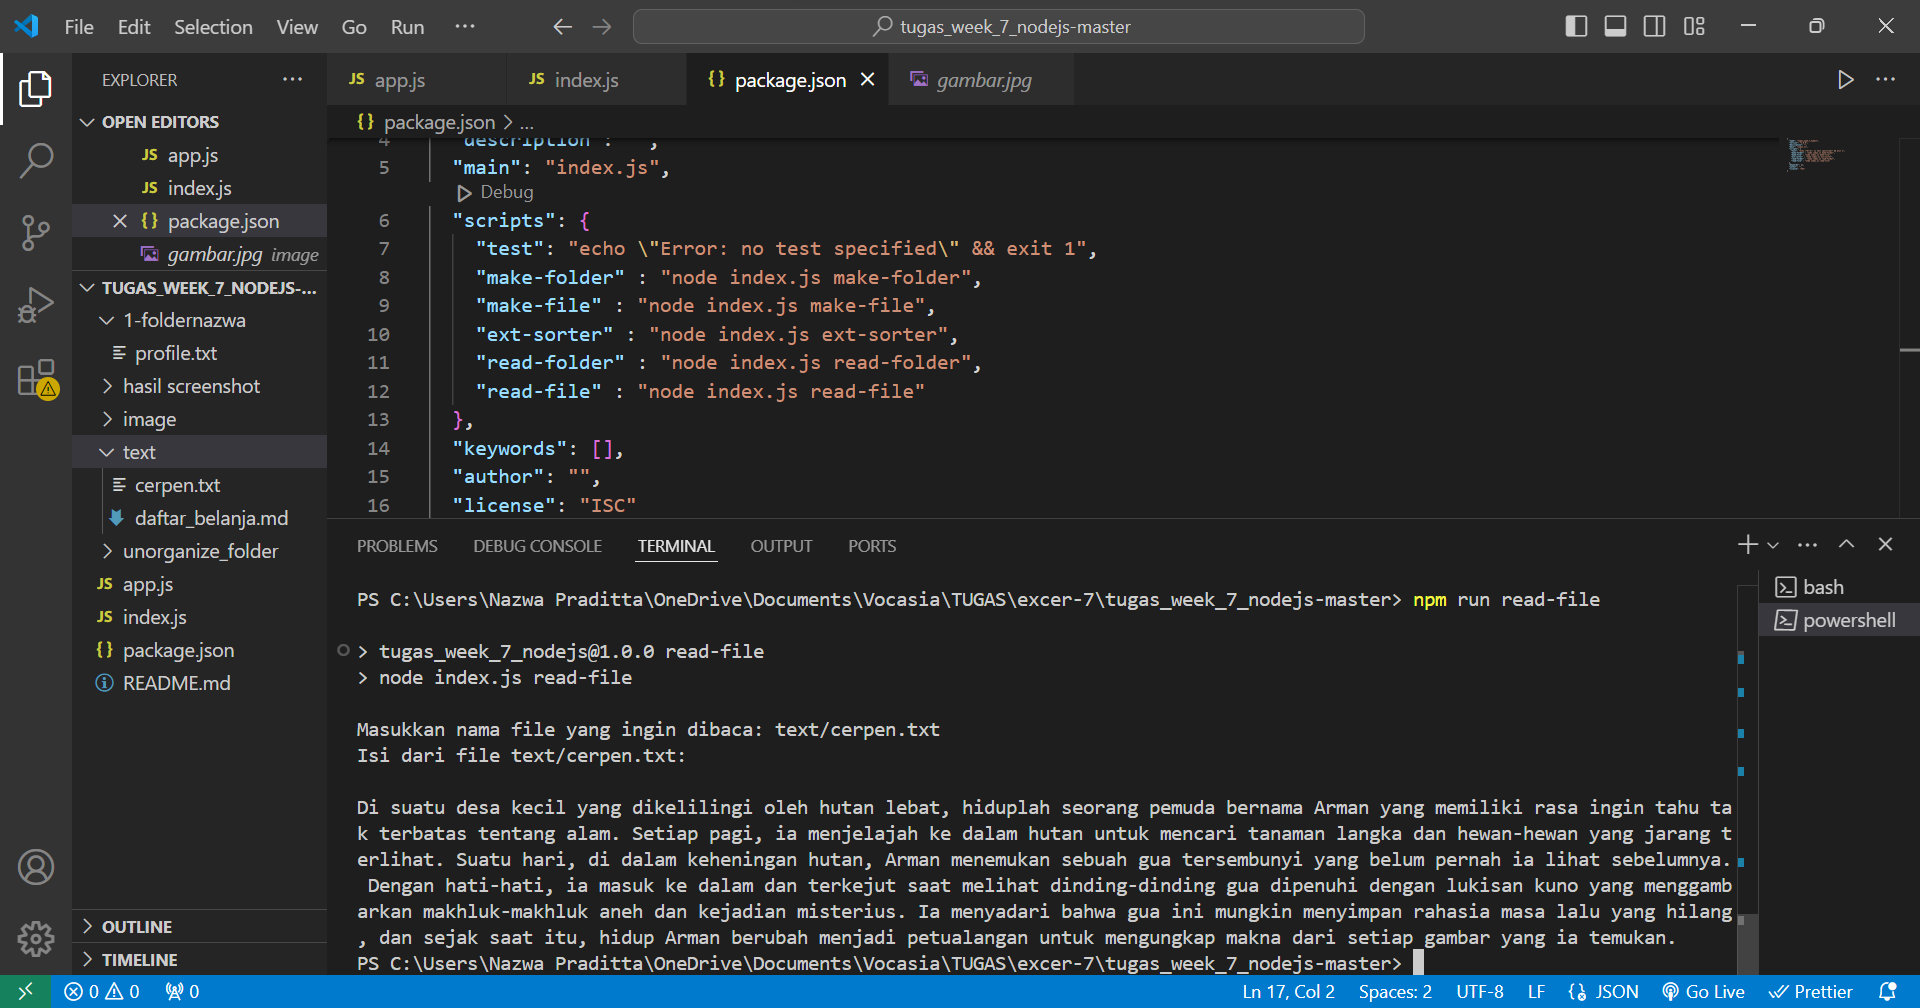 File Edit Selection View Go Run ··· tugas_week_7_nodejs-master
EXPLORER ···
OPEN EDITORS
JS app.js
JS index.js
{} package.json
gambar.jpg image
TUGAS_WEEK_7_NODEJS-...
1-foldernazwa
profile.txt
hasil screenshot
image
text
cerpen.txt
daftar_belanja.md
unorganize_folder
JS app.js
JS index.js
{} package.json
README.md
OUTLINE
TIMELINE
JS app.js JS index.js {} package.json gambar.jpg
{} package.json > ...
4 "description": "",
5 "main": "index.js",
Debug
6 "scripts": {
7 "test": "echo \"Error: no test specified\" && exit 1",
8 "make-folder" : "node index.js make-folder",
9 "make-file" : "node index.js make-file",
10 "ext-sorter" : "node index.js ext-sorter",
11 "read-folder" : "node index.js read-folder",
12 "read-file" : "node index.js read-file"
13 },
14 "keywords": [],
15 "author": "",
16 "license": "ISC"
PROBLEMS DEBUG CONSOLE TERMINAL OUTPUT PORTS
PS C:\Users\Nazwa Praditta\OneDrive\Documents\Vocasia\TUGAS\excer-7\tugas_week_7_nodejs-master> npm run read-file
> tugas_week_7_nodejs@1.0.0 read-file
> node index.js read-file
Masukkan nama file yang ingin dibaca: text/cerpen.txt
Isi dari file text/cerpen.txt:
Di suatu desa kecil yang dikelilingi oleh hutan lebat, hiduplah seorang pemuda bernama Arman yang memiliki rasa ingin tahu ta
k terbatas tentang alam. Setiap pagi, ia menjelajah ke dalam hutan untuk mencari tanaman langka dan hewan-hewan yang jarang t
erlihat. Suatu hari, di dalam keheningan hutan, Arman menemukan sebuah gua tersembunyi yang belum pernah ia lihat sebelumnya.
Dengan hati-hati, ia masuk ke dalam dan terkejut saat melihat dinding-dinding gua dipenuhi dengan lukisan kuno yang menggamb
arkan makhluk-makhluk aneh dan kejadian misterius. Ia menyadari bahwa gua ini mungkin menyimpan rahasia masa lalu yang hilang
, dan sejak saat itu, hidup Arman berubah menjadi petualangan untuk mengungkap makna dari setiap gambar yang ia temukan.
PS C:\Users\Nazwa Praditta\OneDrive\Documents\Vocasia\TUGAS\excer-7\tugas_week_7_nodejs-master>
bash
powershell
0 0 0 Ln 17, Col 2 Spaces: 2 UTF-8 LF {} JSON Go Live Prettier